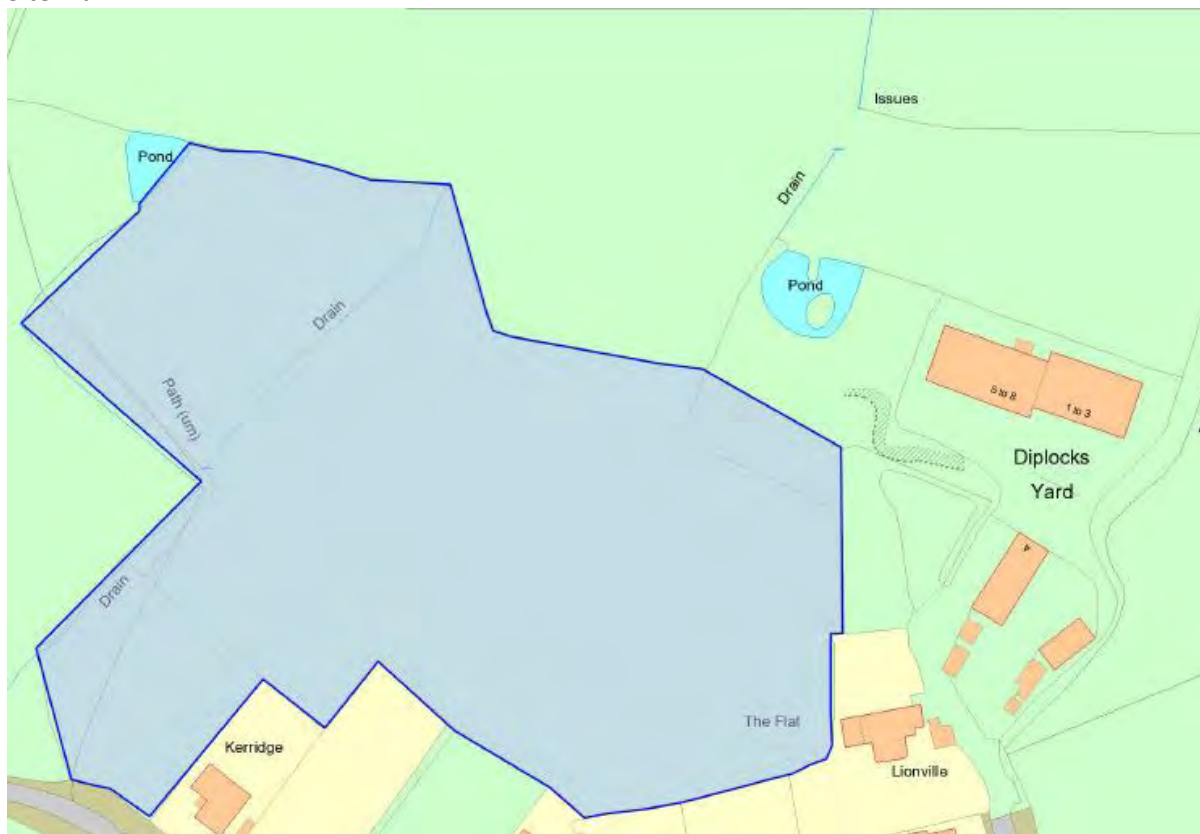 Issues
Pond
Drain
Pond
Drain
5 to 8
1 to 3
Path (um)
Diplocks
Yard
4
Drain
The Flat
Kerridge
Lionville